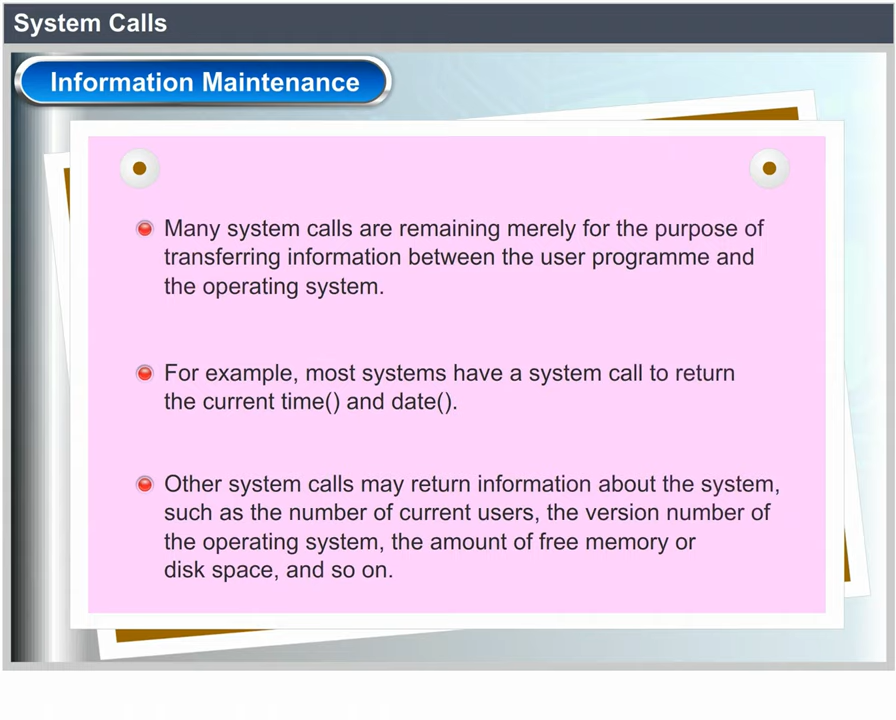 System Calls
Information Maintenance
Many system calls are remaining merely for the purpose of
transferring information between the user programme and
the operating system.
For example, most systems have a system call to return
the current time() and date().
Other system calls may return information about the system,
such as the number of current users, the version number of
the operating system, the amount of free memory or
disk space, and so on.